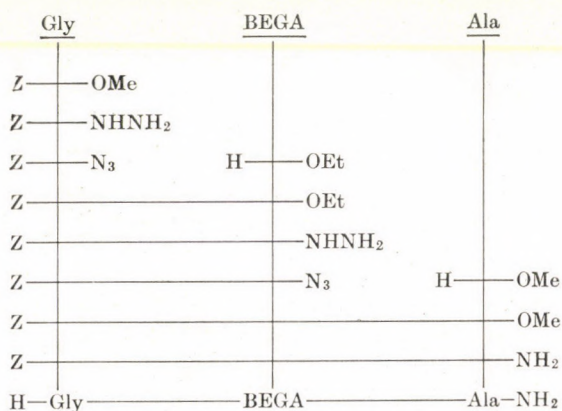 Gly BEGA Ala
Z OMe
Z NHNH₂
Z N₃ H OEt
Z OEt
Z NHNH₂
Z N₃ H OMe
Z OMe
Z NH₂
H—Gly BEGA Ala—NH₂